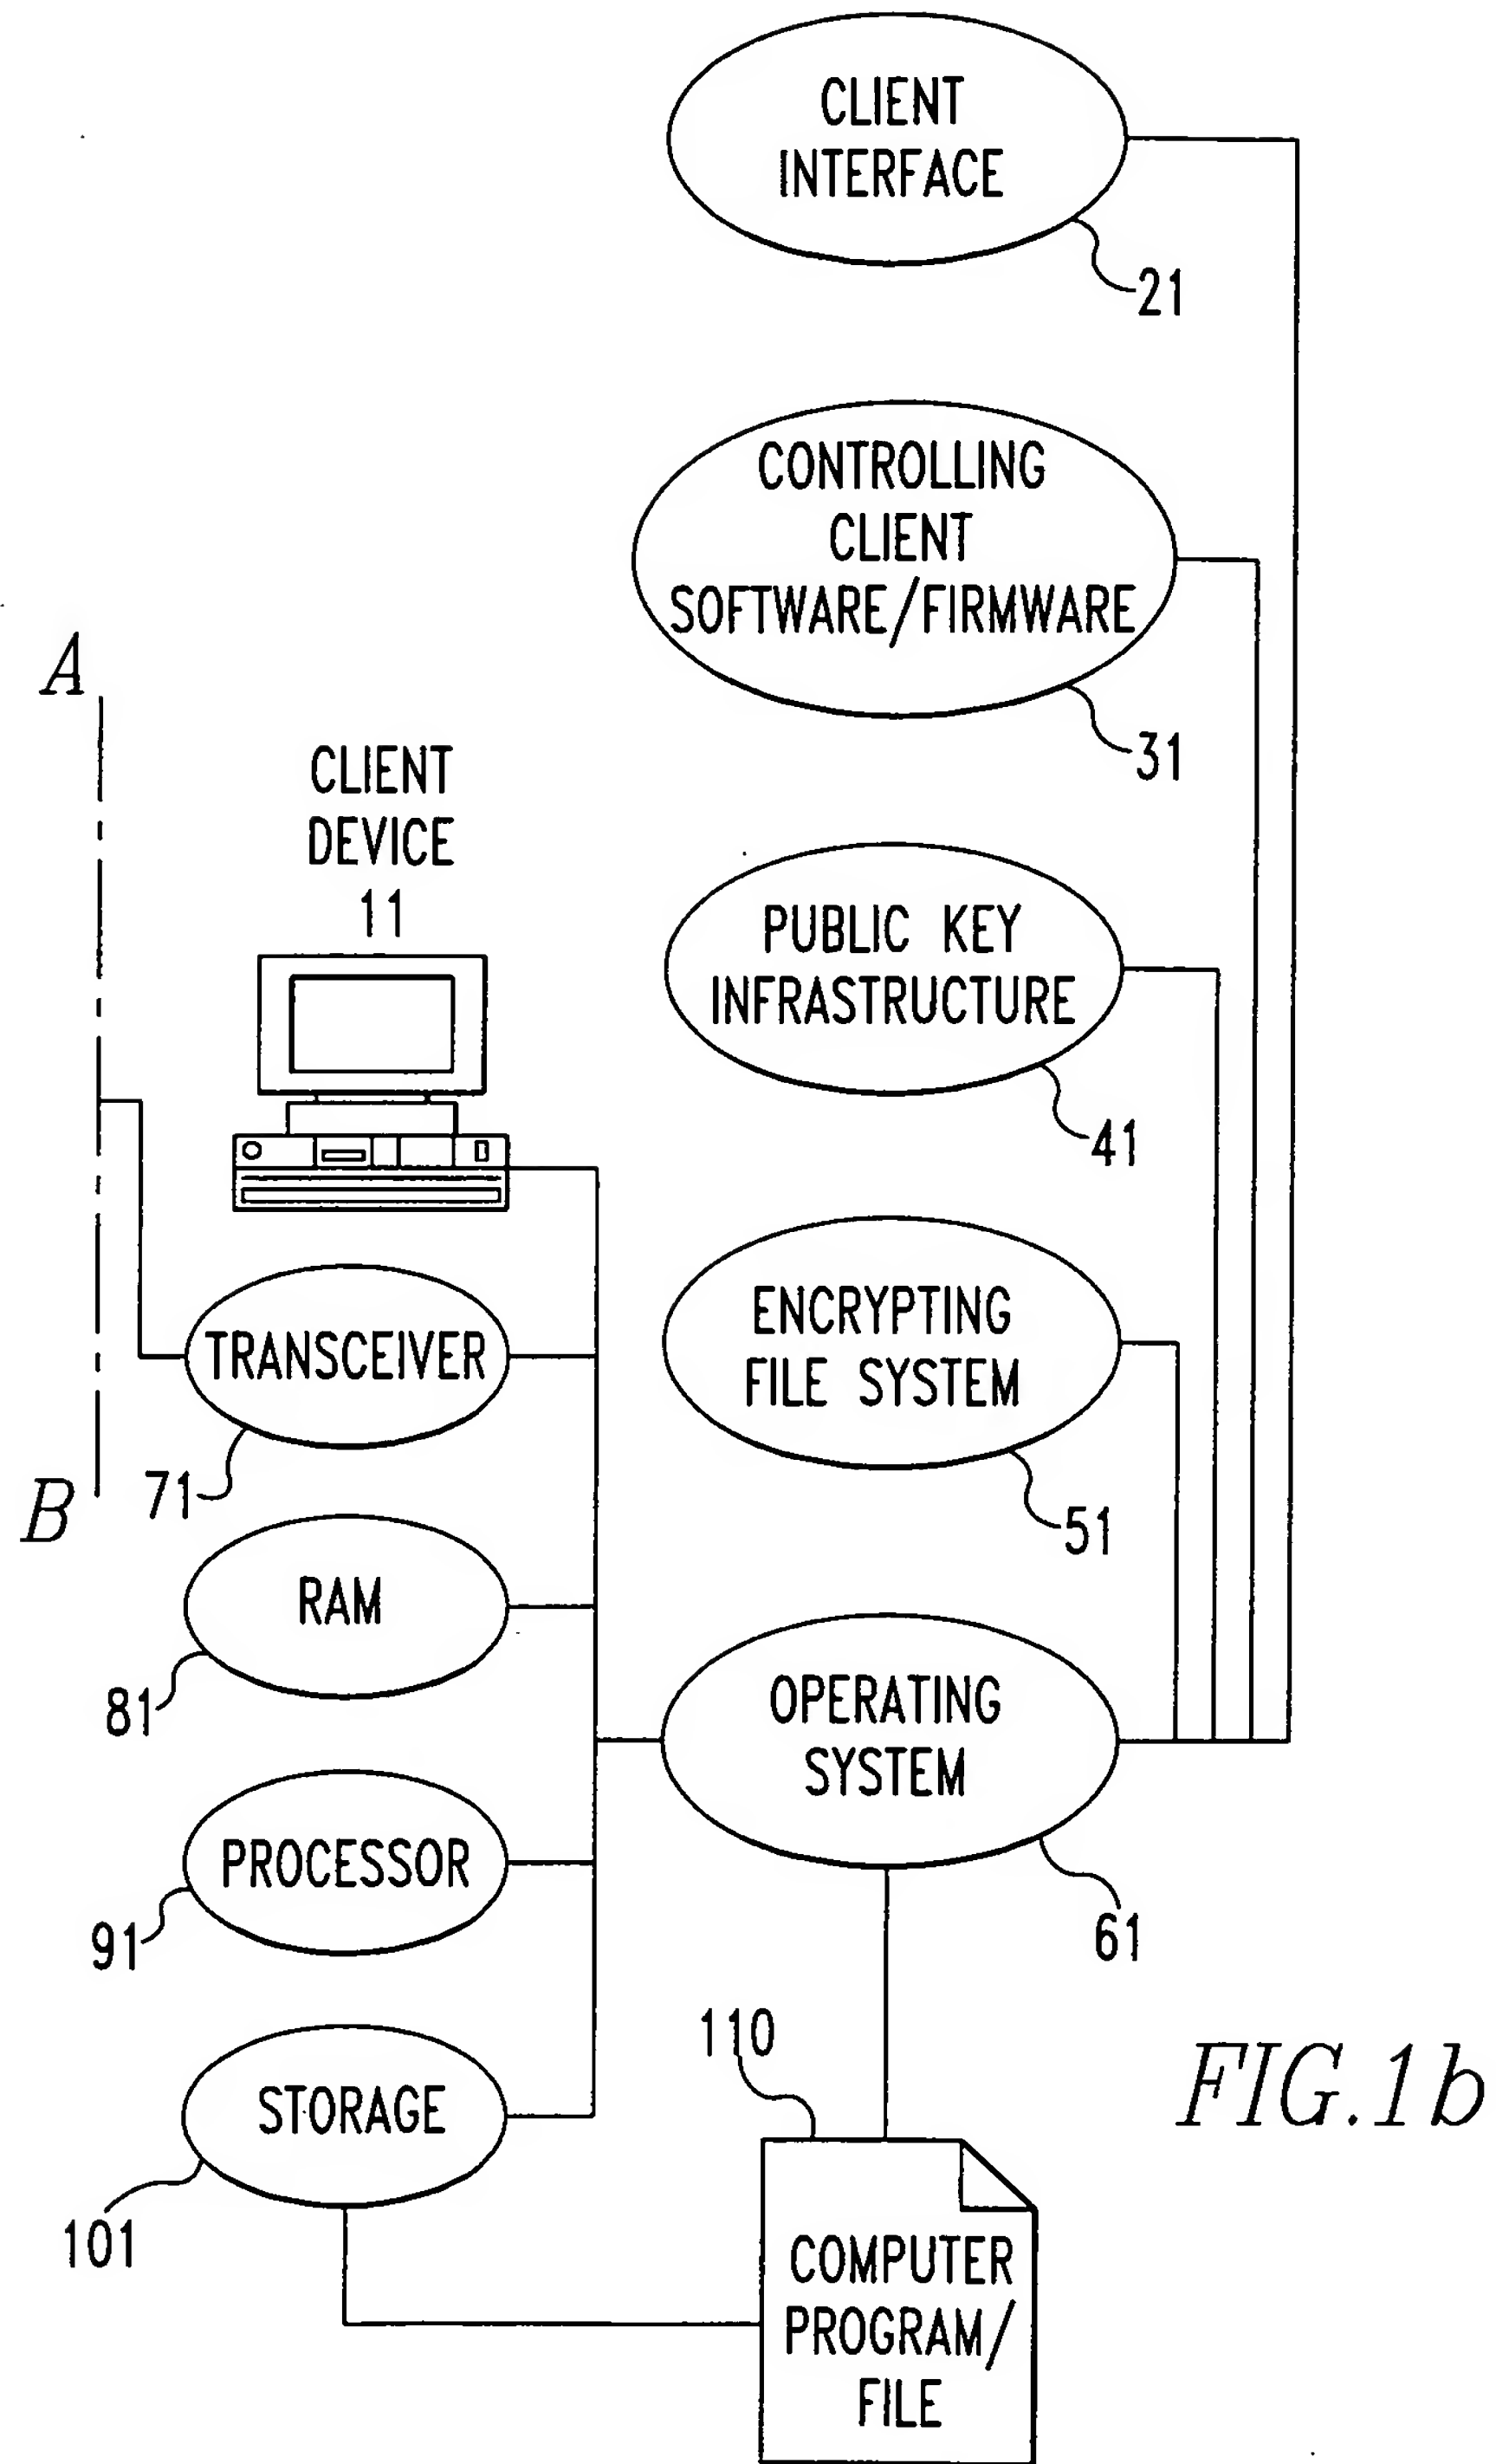 CLIENT
INTERFACE
21
CONTROLLING
CLIENT
SOFTWARE/FIRMWARE
31
A
CLIENT
DEVICE
11
PUBLIC KEY
INFRASTRUCTURE
41
ENCRYPTING
FILE SYSTEM
51
TRANSCEIVER
71
B
RAM
81
OPERATING
SYSTEM
61
PROCESSOR
91
STORAGE
101
110
COMPUTER
PROGRAM/
FILE
FIG.1b